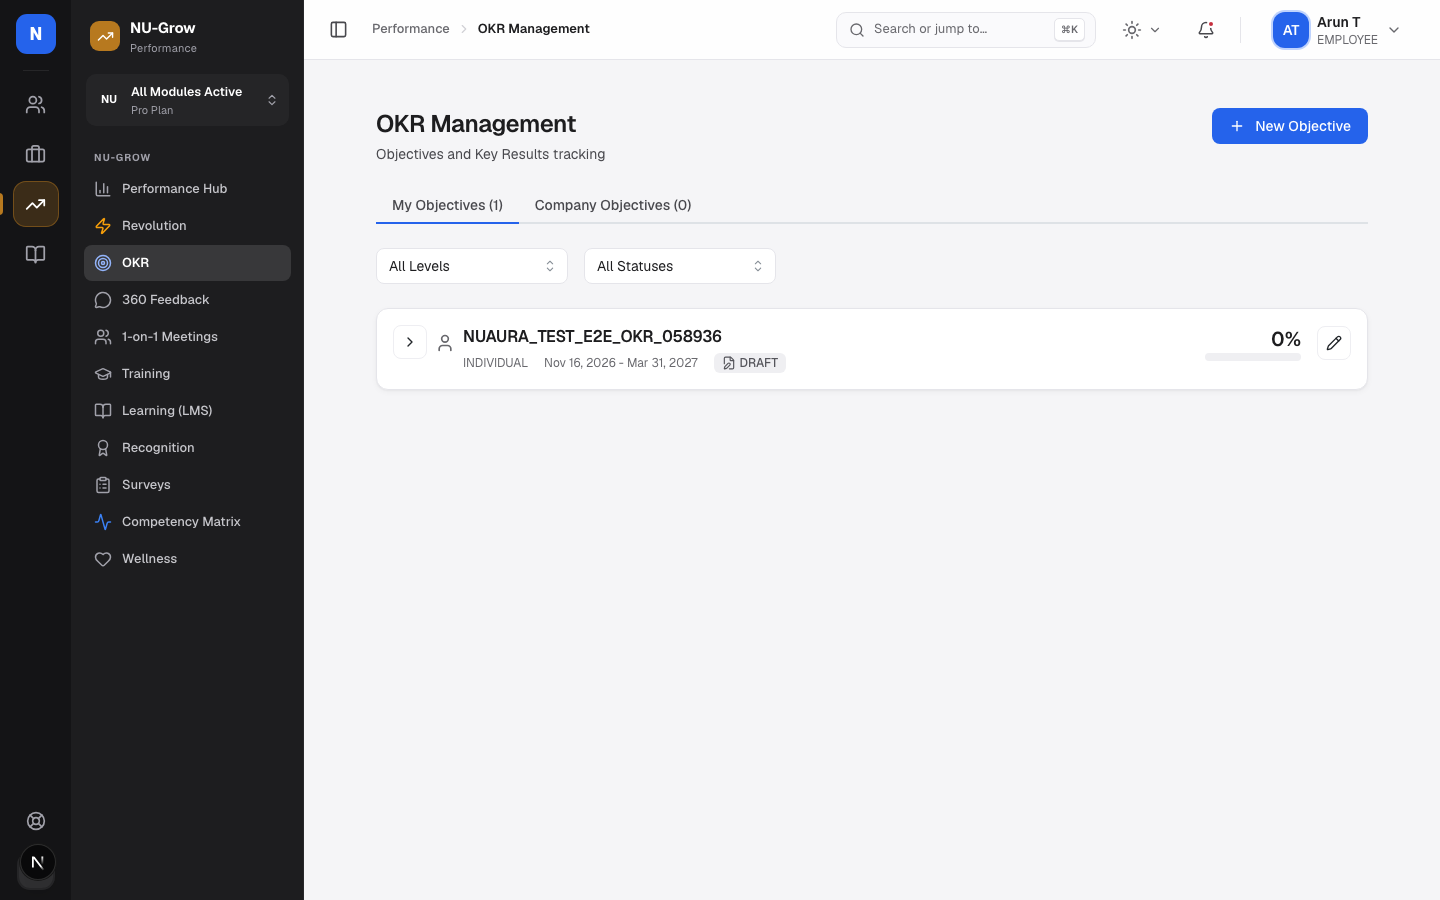 N
NU-Grow
Performance
NU
All Modules Active
Pro Plan
NU-GROW
Performance Hub
Revolution
OKR
360 Feedback
1-on-1 Meetings
Training
Learning (LMS)
Recognition
Surveys
Competency Matrix
Wellness
N
Performance
OKR Management
Search or jump to...
⌘K
AT
Arun T
EMPLOYEE
OKR Management
Objectives and Key Results tracking
New Objective
My Objectives (1)
Company Objectives (0)
All Levels
All Statuses
NUAURA_TEST_E2E_OKR_058936
INDIVIDUAL
Nov 16, 2026 - Mar 31, 2027
DRAFT
0%